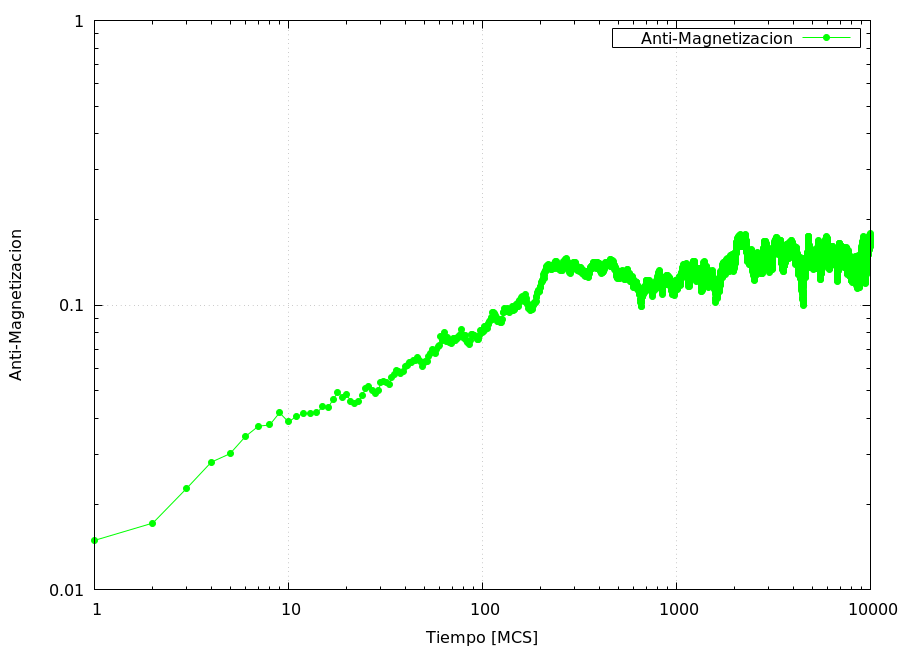 1
Anti-Magnetizacion
Anti-Magnetizacion
0.1
0.01
1 10 100 1000 10000
Tiempo [MCS]